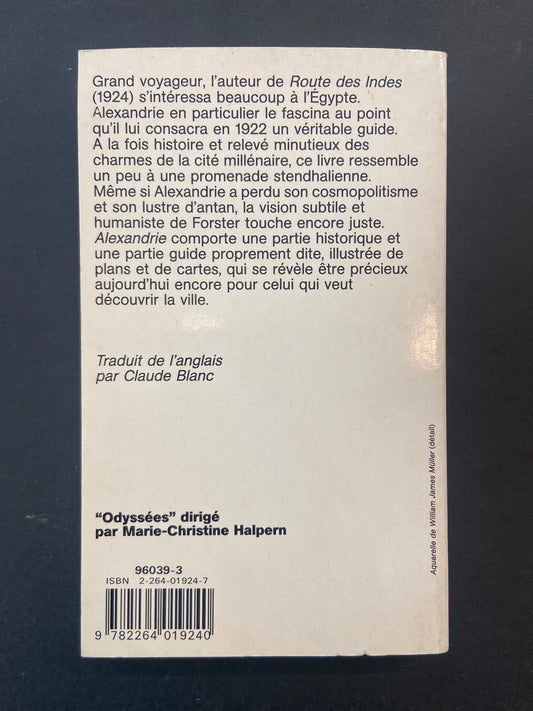 Grand voyageur, l'auteur de Route des Indes
(1924) s'intéressa beaucoup à l'Égypte.
Alexandrie en particulier le fascina au point
qu'il lui consacra en 1922 un véritable guide.
A la fois histoire et relevé minutieux des
charmes de la cité millénaire, ce livre ressemble
un peu à une promenade stendhalienne.
Même si Alexandrie a perdu son cosmopolitisme
et son lustre d'antan, la vision subtile et
humaniste de Forster touche encore juste.
Alexandrie comporte une partie historique et
une partie guide proprement dite, illustrée de
plans et de cartes, qui se révèle être précieux
aujourd'hui encore pour celui qui veut
découvrir la ville.
Traduit de l'anglais
par Claude Blanc
Aquarelle de William James Müller (détail)
"Odyssées" dirigé
par Marie-Christine Halpern
96039-3
ISBN 2-264-01924-7
9 782264 019240